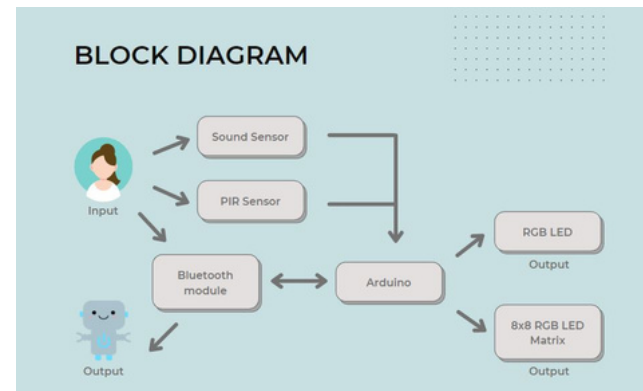 BLOCK DIAGRAM
Sound Sensor
Input
PIR Sensor
RGB LED
Output
Bluetooth
module
Arduino
8x8 RGB LED
Matrix
Output
Output